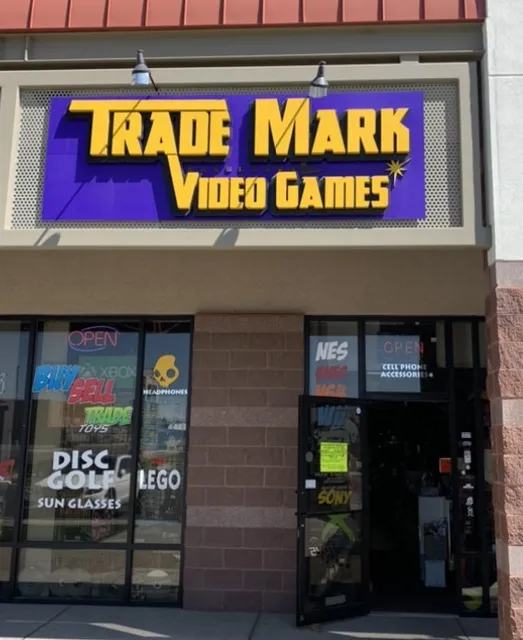 TRADE MARK
VIDEO GAMES
OPEN
XBOX
BUY
SELL
TRADE
TOYS
HEADPHONES
DISC
GOLF
SUN GLASSES
LEGO
NES
OPEN
CELL PHONE
ACCESSORIES
SONY